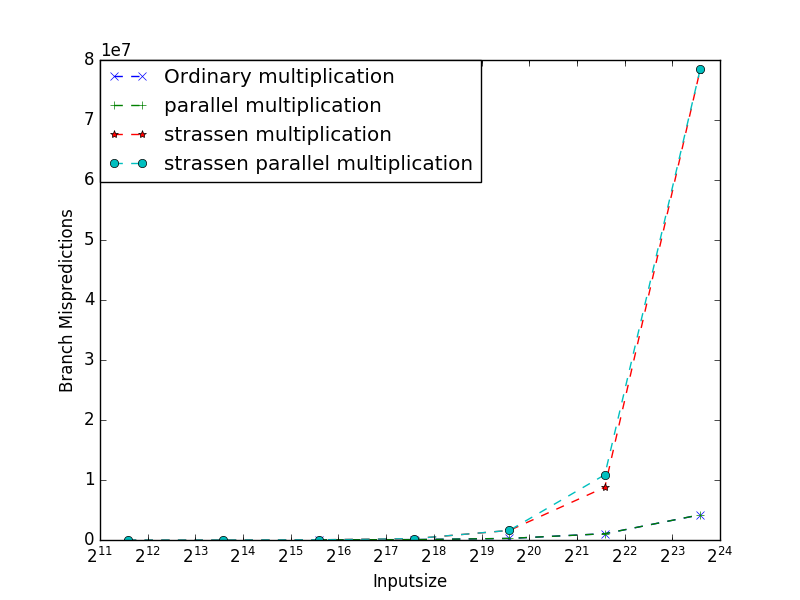 1e7
8
7
6
5
4
3
2
1
0
Branch Mispredictions
Ordinary multiplication
parallel multiplication
strassen multiplication
strassen parallel multiplication
2^11 2^12 2^13 2^14 2^15 2^16 2^17 2^18 2^19 2^20 2^21 2^22 2^23 2^24
Inputsize